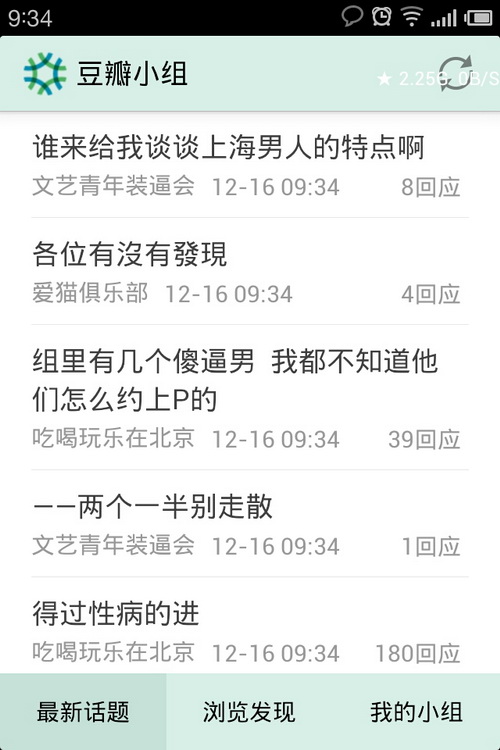 9:34
豆瓣小组
谁来给我谈谈上海男人的特点啊
文艺青年装逼会 12-16 09:34 8回应
各位有沒有發現
爱猫俱乐部 12-16 09:34 4回应
组里有几个傻逼男 我都不知道他
们怎么约上P的
吃喝玩乐在北京 12-16 09:34 39回应
——两个一半别走散
文艺青年装逼会 12-16 09:34 1回应
得过性病的进
吃喝玩乐在北京 12-16 09:34 180回应
最新话题 浏览发现 我的小组